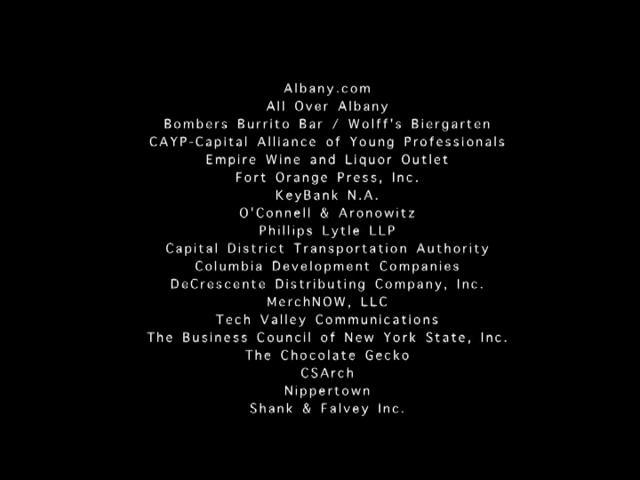 Albany.com
All Over Albany
Bombers Burrito Bar / Wolff's Biergarten
CAYP-Capital Alliance of Young Professionals
Empire Wine and Liquor Outlet
Fort Orange Press, Inc.
KeyBank N.A.
O'Connell & Aronowitz
Phillips Lytle LLP
Capital District Transportation Authority
Columbia Development Companies
DeCrescente Distributing Company, Inc.
MerchNOW, LLC
Tech Valley Communications
The Business Council of New York State, Inc.
The Chocolate Gecko
CSArch
Nippertown
Shank & Falvey Inc.